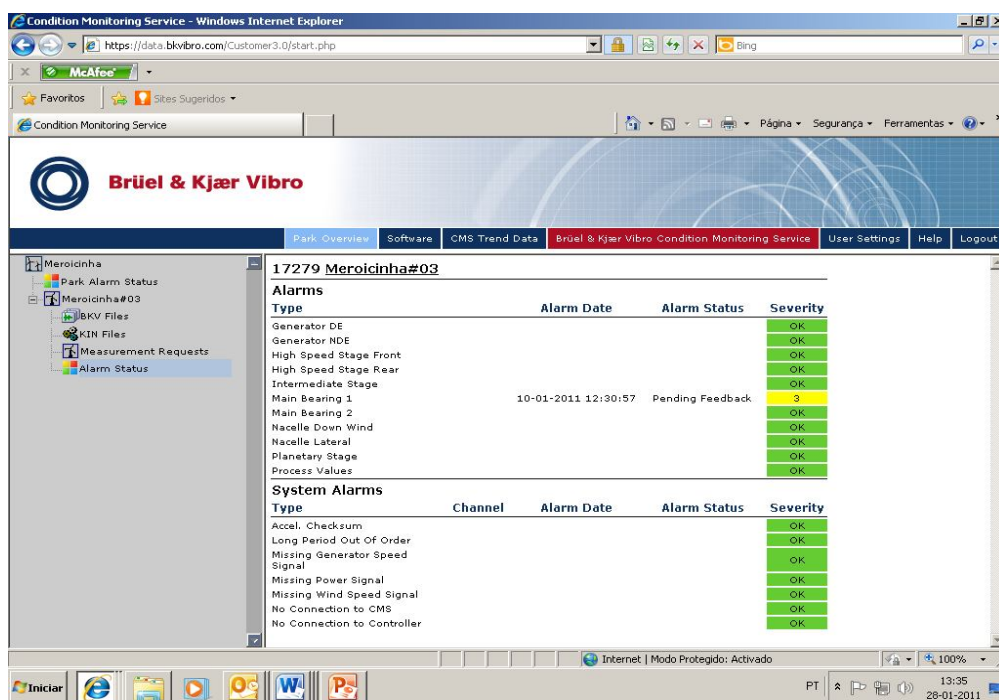 Condition Monitoring Service - Windows Internet Explorer
https://data.bkvibro.com/Customer3.0/start.php
Bing
McAfee
Favoritos Sites Sugeridos
Condition Monitoring Service
Página Segurança Ferramentas
Brüel & Kjær Vibro
Park Overview Software CMS Trend Data Brüel & Kjær Vibro Condition Monitoring Service User Settings Help Logout
Meroicinha
Park Alarm Status
Meroicinha#03
BKV Files
KIN Files
Measurement Requests
Alarm Status
17279 Meroicinha#03
Alarms
Type Alarm Date Alarm Status Severity
Generator DE OK
Generator NDE OK
High Speed Stage Front OK
High Speed Stage Rear OK
Intermediate Stage OK
Main Bearing 1 10-01-2011 12:30:57 Pending Feedback 3
Main Bearing 2 OK
Nacelle Down Wind OK
Nacelle Lateral OK
Planetary Stage OK
Process Values OK
System Alarms
Type Channel Alarm Date Alarm Status Severity
Accel. Checksum OK
Long Period Out Of Order OK
Missing Generator Speed
Signal OK
Missing Power Signal OK
Missing Wind Speed Signal OK
No Connection to CMS OK
No Connection to Controller OK
Internet | Modo Protegido: Activado 100%
Iniciar PT 13:35
28-01-2011